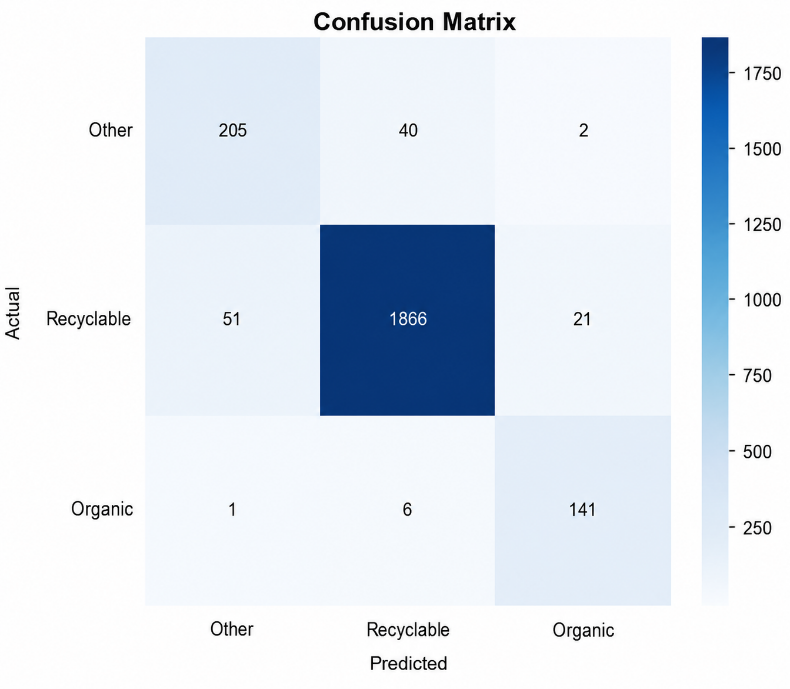 Confusion Matrix
Other 205 40 2
Recyclable 51 1866 21
Organic 1 6 141
Other Recyclable Organic
Predicted
Actual
1750
1500
1250
1000
750
500
250